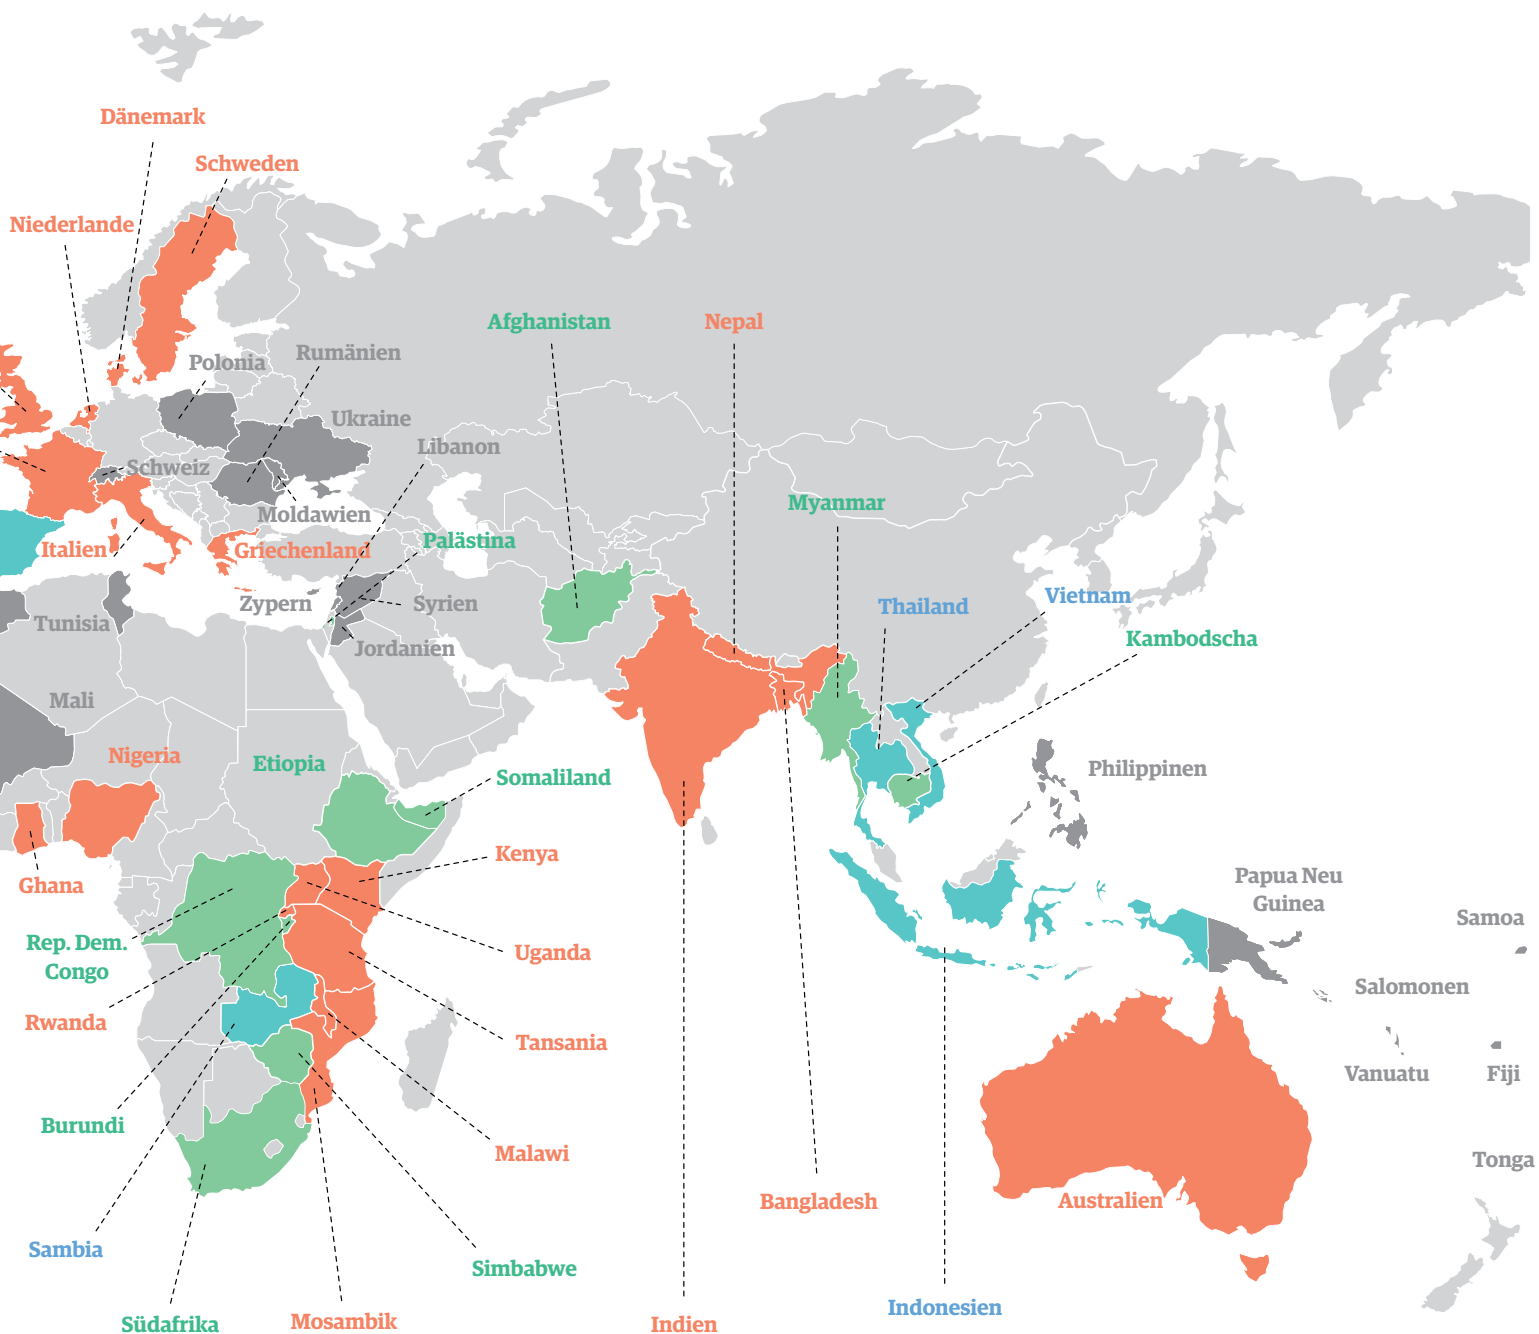 Dänemark
Schweden
Niederlande
Afghanistan
Nepal
Rumänien
Polonia
Ukraine
Libanon
Schweiz
Myanmar
Moldawien
Palästina
Italien
Griechenland
Vietnam
Zypern
Syrien
Thailand
Tunisia
Kambodscha
Jordanien
Mali
Nigeria
Etiopia
Philippinen
Somaliland
Kenya
Papua Neu
Guinea
Ghana
Samoa
Rep. Dem.
Congo
Uganda
Salomonen
Rwanda
Tansania
Vanuatu
Fiji
Burundi
Malawi
Tonga
Bangladesh
Australien
Sambia
Simbabwe
Indonesien
Südafrika
Mosambik
Indien